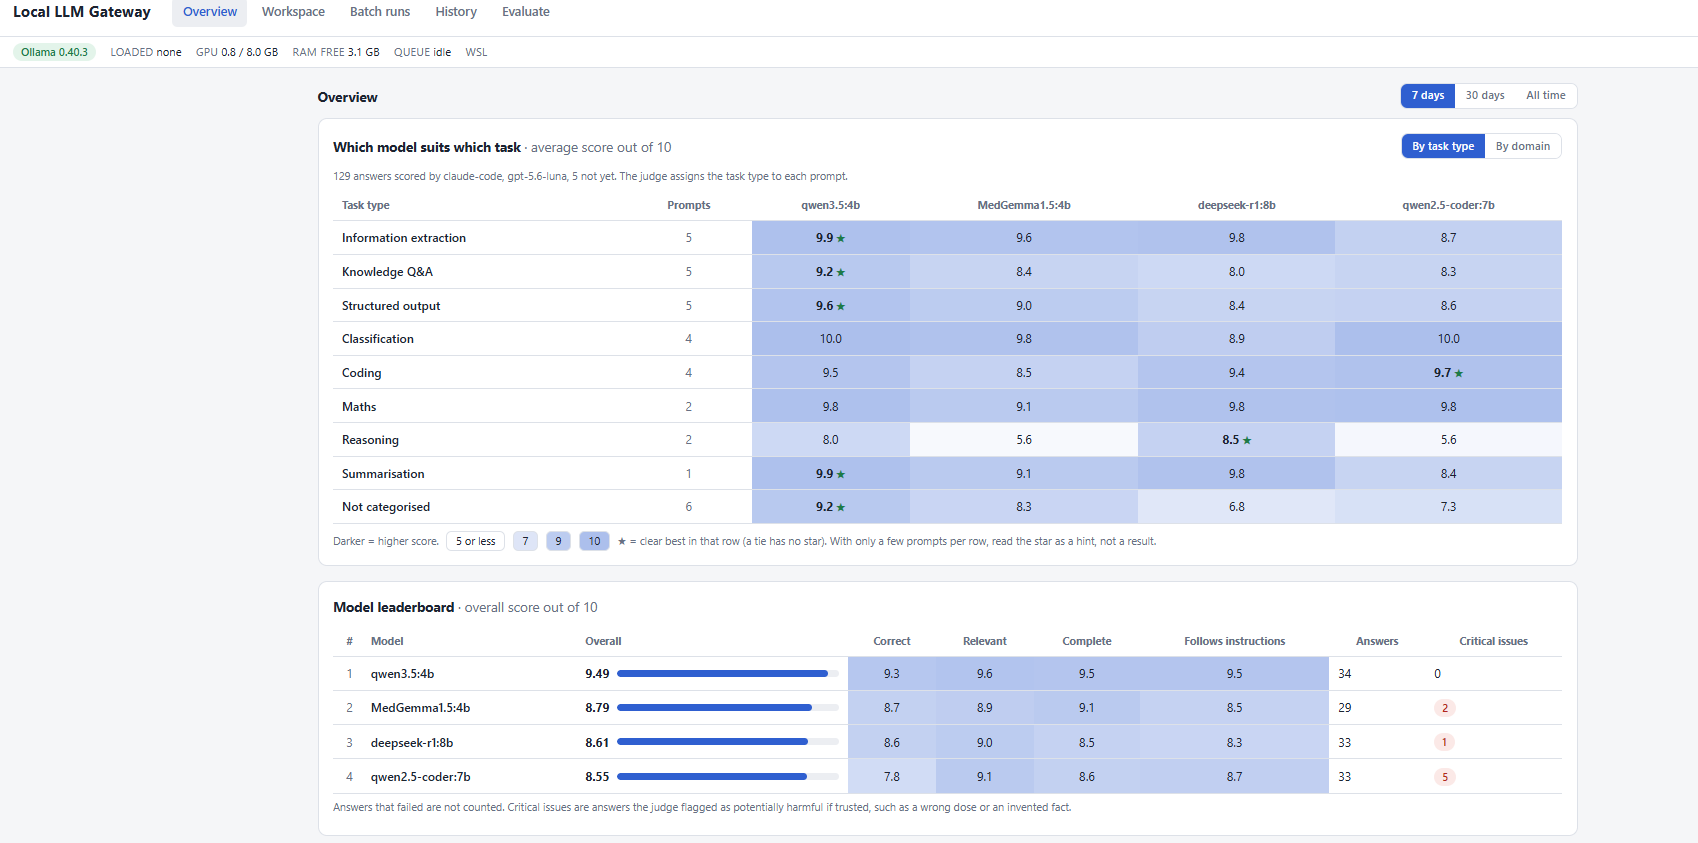 Local LLM Gateway Overview Workspace Batch runs History Evaluate
Ollama 0.40.3 LOADED none GPU 0.8 / 8.0 GB RAM FREE 3.1 GB QUEUE idle WSL
Overview 7 days 30 days All time
Which model suits which task · average score out of 10 By task type By domain
129 answers scored by claude-code, gpt-5.6-luna, 5 not yet. The judge assigns the task type to each prompt.
Task type Prompts qwen3.5:4b MedGemma1.5:4b deepseek-r1:8b qwen2.5-coder:7b
Information extraction 5 9.9 ★ 9.6 9.8 8.7
Knowledge Q&A 5 9.2 ★ 8.4 8.0 8.3
Structured output 5 9.6 ★ 9.0 8.4 8.6
Classification 4 10.0 9.8 8.9 10.0
Coding 4 9.5 8.5 9.4 9.7 ★
Maths 2 9.8 9.1 9.8 9.8
Reasoning 2 8.0 5.6 8.5 ★ 5.6
Summarisation 1 9.9 ★ 9.1 9.8 8.4
Not categorised 6 9.2 ★ 8.3 6.8 7.3
Darker = higher score. 5 or less 7 9 10 ★ = clear best in that row (a tie has no star). With only a few prompts per row, read the star as a hint, not a result.
Model leaderboard · overall score out of 10
# Model Overall Correct Relevant Complete Follows instructions Answers Critical issues
1 qwen3.5:4b 9.49 9.3 9.6 9.5 9.5 34 0
2 MedGemma1.5:4b 8.79 8.7 8.9 9.1 8.5 29 2
3 deepseek-r1:8b 8.61 8.6 9.0 8.5 8.3 33 1
4 qwen2.5-coder:7b 8.55 7.8 9.1 8.6 8.7 33 5
Answers that failed are not counted. Critical issues are answers the judge flagged as potentially harmful if trusted, such as a wrong dose or an invented fact.